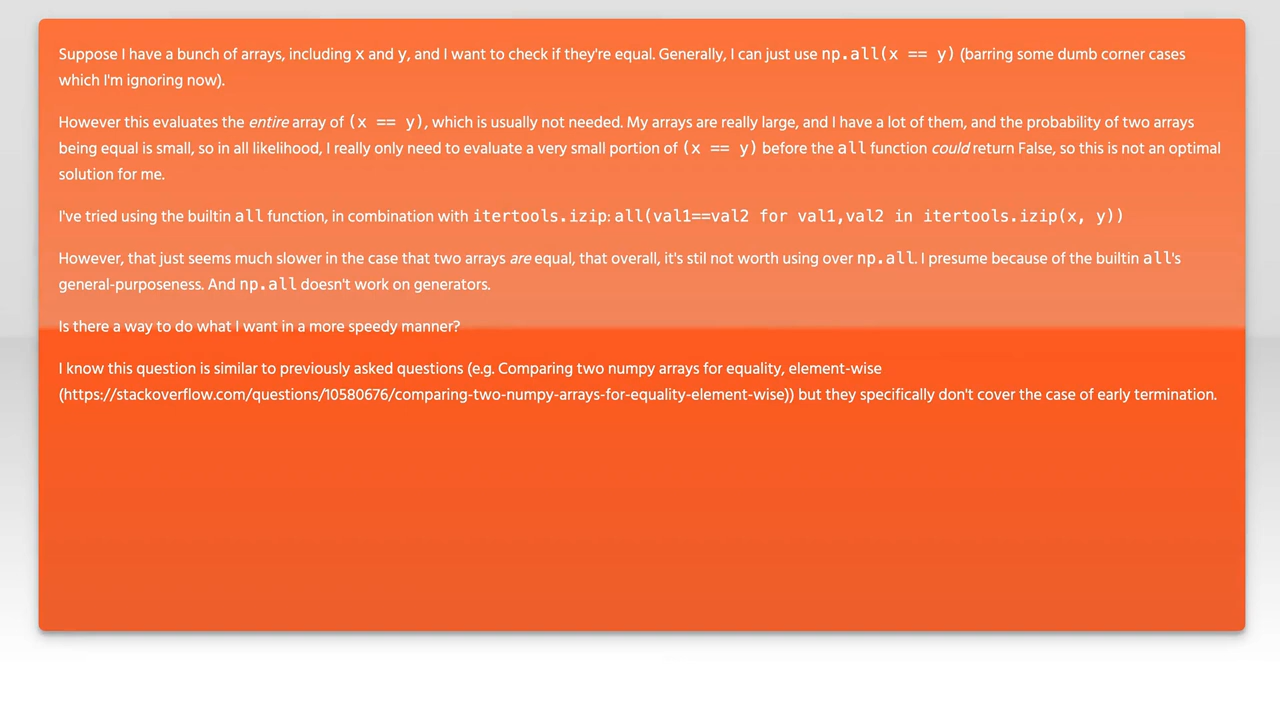 Suppose I have a bunch of arrays, including x and y, and I want to check if they're equal. Generally, I can just use np.all(x == y) (barring some dumb corner cases
which I'm ignoring now).
However this evaluates the entire array of (x == y), which is usually not needed. My arrays are really large, and I have a lot of them, and the probability of two arrays
being equal is small, so in all likelihood, I really only need to evaluate a very small portion of (x == y) before the all function could return False, so this is not an optimal
solution for me.
I've tried using the builtin all function, in combination with itertools.izip: all(val1==val2 for val1,val2 in itertools.izip(x, y))
However, that just seems much slower in the case that two arrays are equal, that overall, it's stil not worth using over np.all. I presume because of the builtin all's
general-purposeness. And np.all doesn't work on generators.
Is there a way to do what I want in a more speedy manner?
I know this question is similar to previously asked questions (e.g. Comparing two numpy arrays for equality, element-wise
(https://stackoverflow.com/questions/10580676/comparing-two-numpy-arrays-for-equality-element-wise)) but they specifically don't cover the case of early termination.